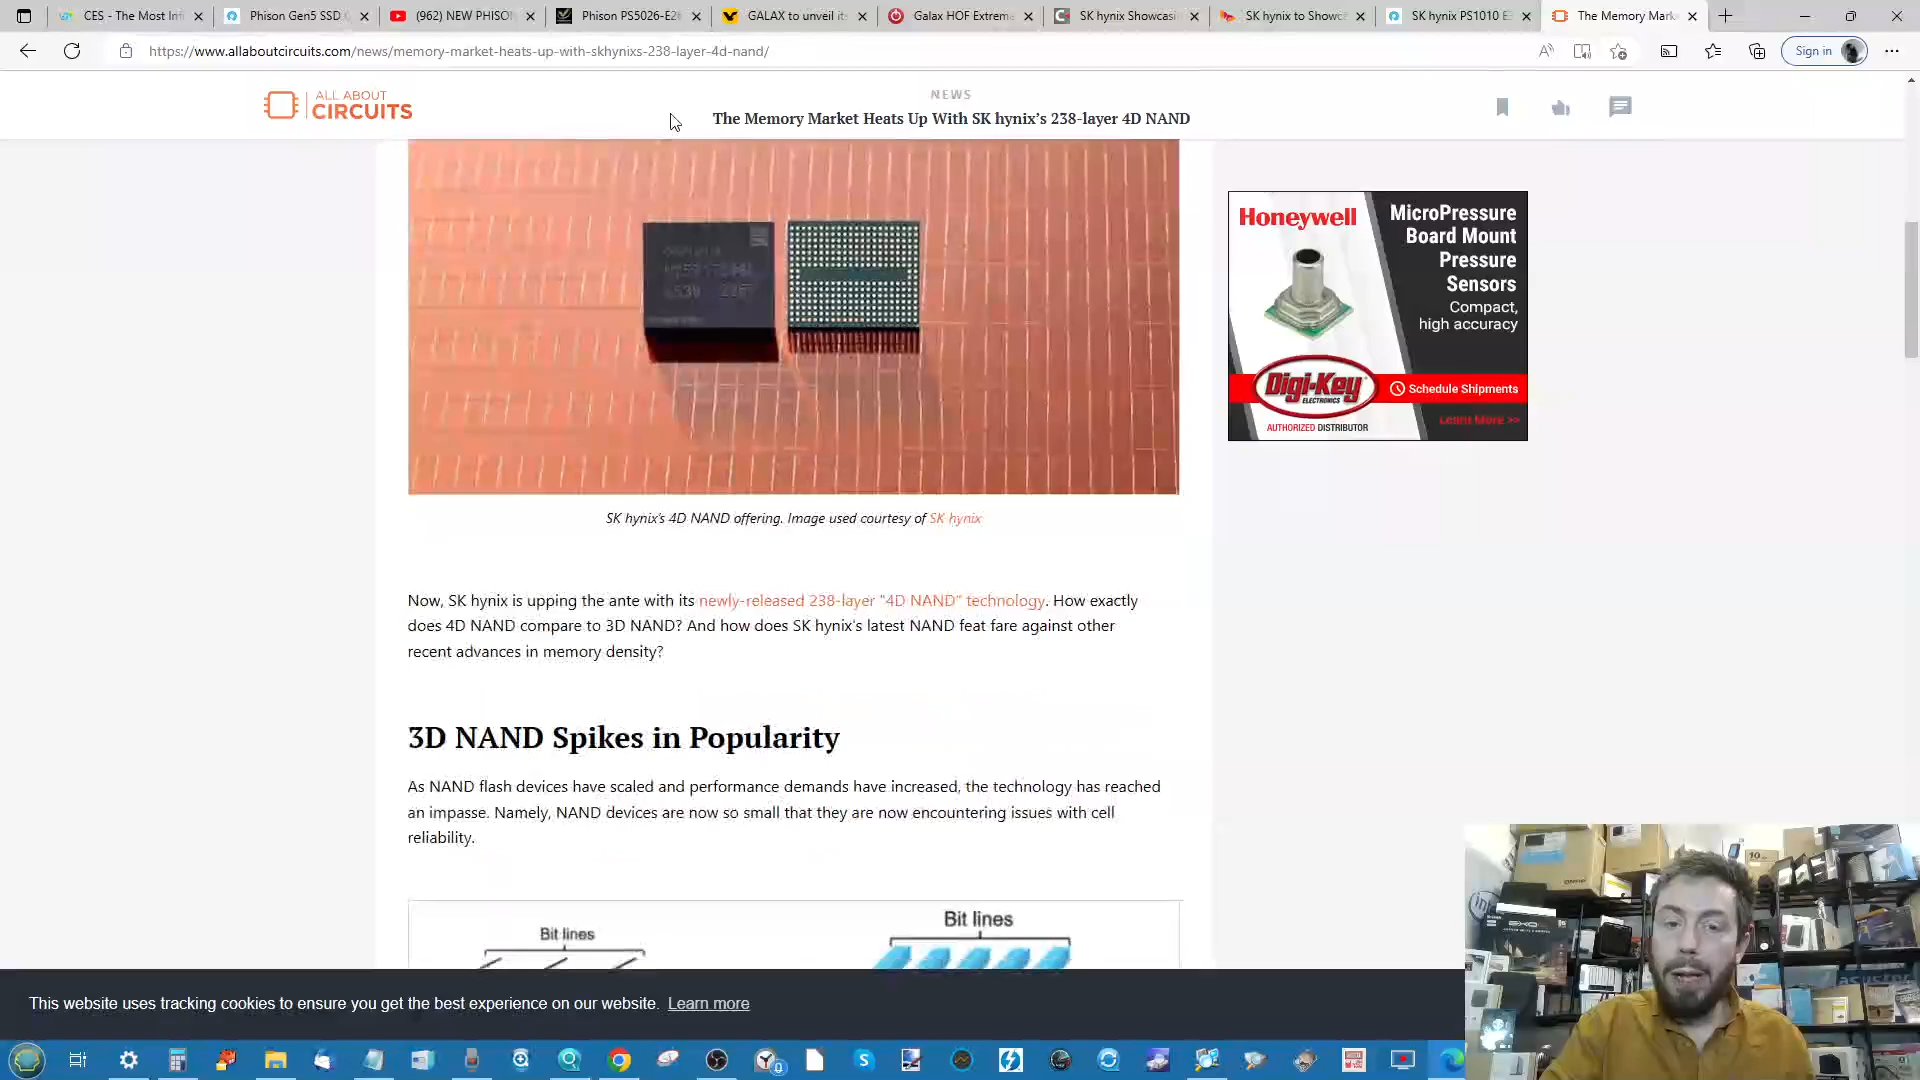 CES - The Most Inf
Phison Gen5 SSD
(962) NEW PHISON
Phison PS5026-E26
GALAX to unveil its
Galax HOF Extreme
SK hynix Showcasi
SK hynix to Showca
SK hynix PS1010 E3
The Memory Mark
https://www.allaboutcircuits.com/news/memory-market-heats-up-with-skhynixs-238-layer-4d-nand/
Sign in
ALL ABOUT
CIRCUITS
NEWS
The Memory Market Heats Up With SK hynix's 238-layer 4D NAND
Honeywell
MicroPressure
Board Mount
Pressure
Sensors
Compact,
high accuracy
Digi-Key
ELECTRONICS
AUTHORIZED DISTRIBUTOR
Schedule Shipments
Learn More >>
SK hynix's 4D NAND offering. Image used courtesy of SK hynix
Now, SK hynix is upping the ante with its newly-released 238-layer "4D NAND" technology. How exactly
does 4D NAND compare to 3D NAND? And how does SK hynix's latest NAND feat fare against other
recent advances in memory density?
3D NAND Spikes in Popularity
As NAND flash devices have scaled and performance demands have increased, the technology has reached
an impasse. Namely, NAND devices are now so small that they are now encountering issues with cell
reliability.
Bit lines
Bit lines
This website uses tracking cookies to ensure you get the best experience on our website. Learn more